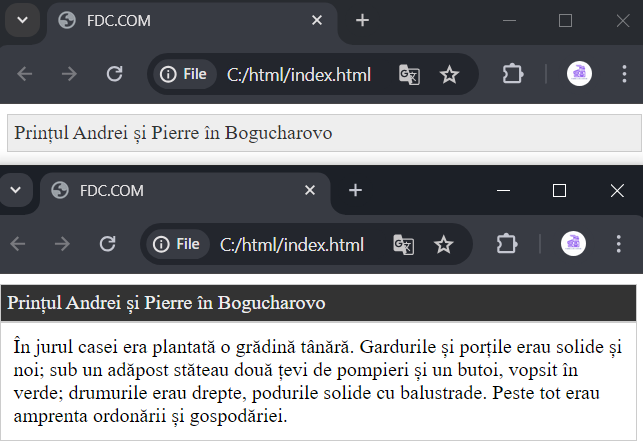 FDC.COM
File
C:/html/index.html
Prințul Andrei și Pierre în Bogucharovo
FDC.COM
File
C:/html/index.html
Prințul Andrei și Pierre în Bogucharovo
În jurul casei era plantată o grădină tânără. Gardurile și porțile erau solide și
noi; sub un adăpost stăteau două țevi de pompieri și un butoi, vopsit în
verde; drumurile erau drepte, podurile solide cu balustrade. Peste tot erau
amprenta ordonării și gospodăriei.